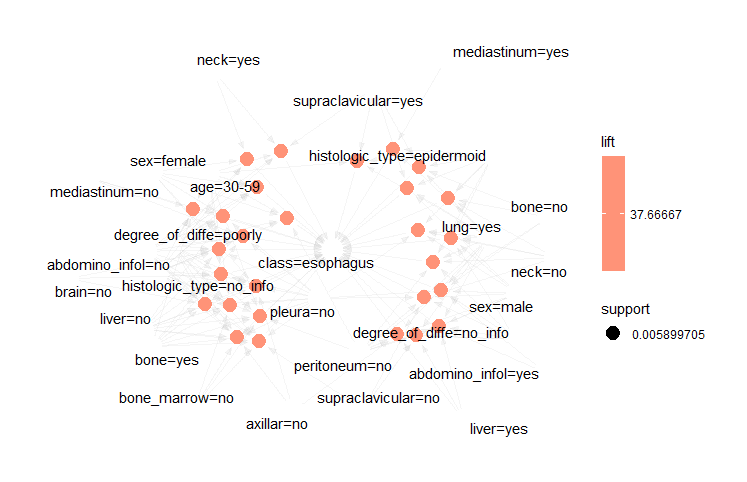 mediastinum=yes
neck=yes
supraclavicular=yes
lift
histologic_type=epidermoid
sex=female
age=30-59
mediastinum=no
bone=no
37.66667
lung=yes
degree_of_diffe=poorly
class=esophagus
abdomino_infol=no
neck=no
histologic_type=no_info
brain=no
sex=male
support
pleura=no
liver=no
degree_of_diffe=no_info
0.005899705
bone=yes
peritoneum=no
abdomino_infol=yes
bone_marrow=no
supraclavicular=no
axillar=no
liver=yes